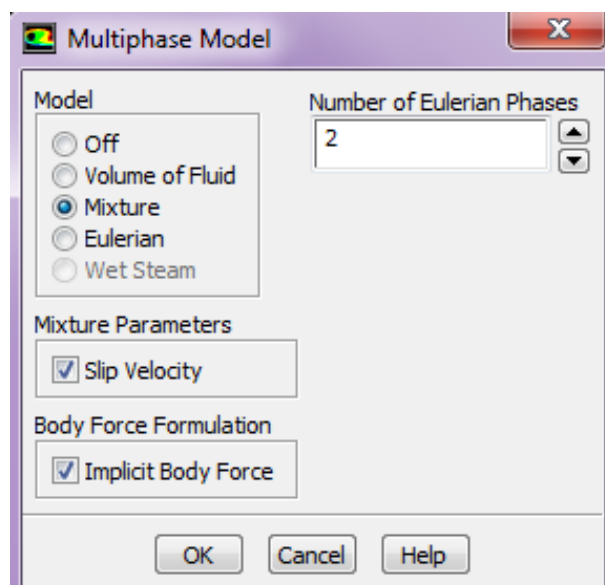 Multiphase Model
X
Model
Off
Volume of Fluid
Mixture
Eulerian
Wet Steam
Number of Eulerian Phases
2
Mixture Parameters
Slip Velocity
Body Force Formulation
Implicit Body Force
OK Cancel Help